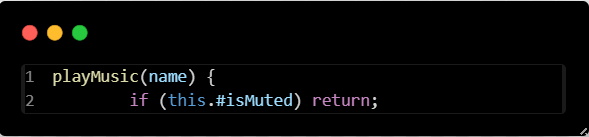 1 playMusic(name) {
2 if (this.#isMuted) return;